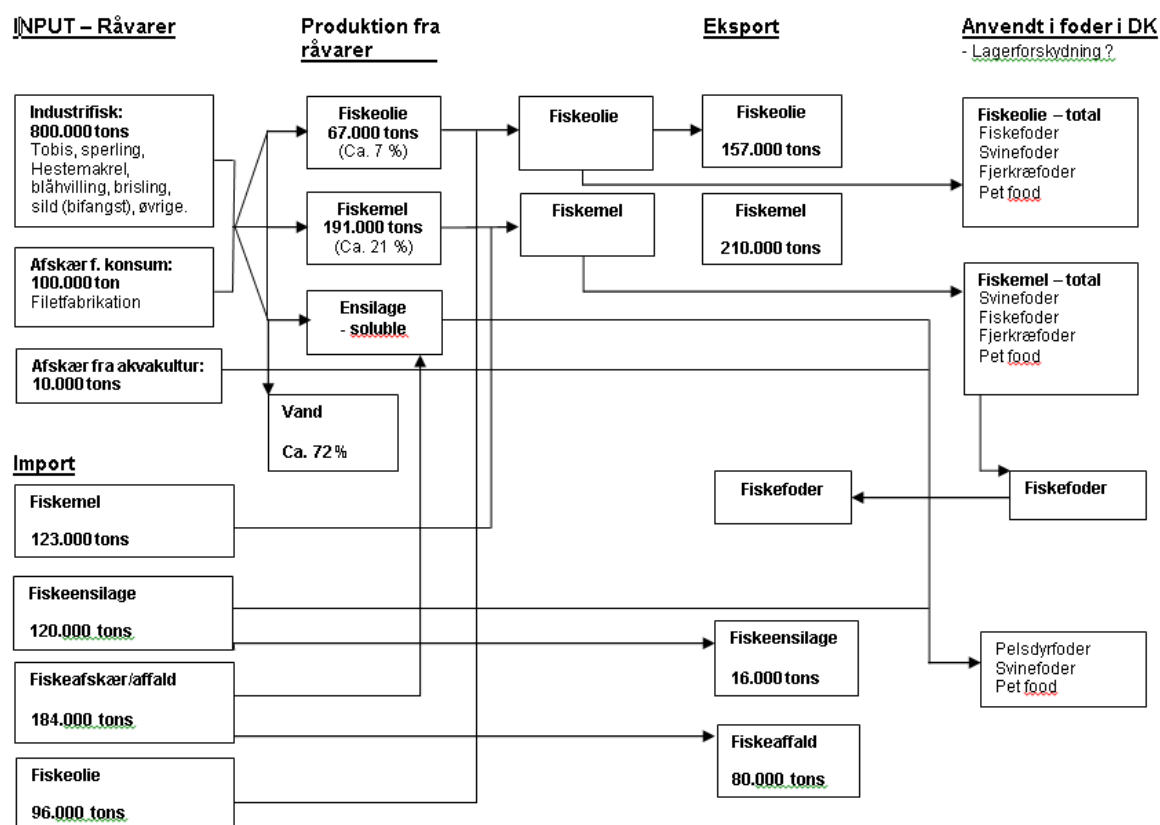 INPUT – Råvarer
Produktion fra
råvarer
Eksport
Anvendt i foder i DK
- Lagerforskydning ?
Industrifisk:
800.000 tons
Tobis, sperling,
Hestemakrel,
blåhvilling, brisling,
sild (bifangst), øvrige.
Afskær f. konsum:
100.000 ton
Filetfabrikation
Afskær fra akvakultur:
10.000 tons
Fiskeolie
67.000 tons
(Ca. 7 %)
Fiskemel
191.000 tons
(Ca. 21 %)
Ensilage
- soluble
Vand
Ca. 72 %
Fiskeolie
Fiskemel
Fiskeolie
157.000 tons
Fiskemel
210.000 tons
Fiskeolie – total
Fiskefoder
Svinefoder
Fjerkræfoder
Pet food
Fiskemel – total
Svinefoder
Fiskefoder
Fjerkræfoder
Pet food
Import
Fiskemel
123.000 tons
Fiskeensilage
120.000 tons
Fiskeafskær/affald
184.000 tons
Fiskeolie
96.000 tons
Fiskefoder
Fiskefoder
Fiskeensilage
16.000 tons
Fiskeaffald
80.000 tons
Pelsdyrfoder
Svinefoder
Pet food